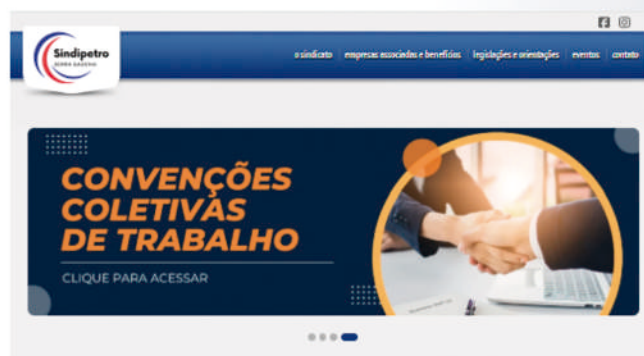 Sindipetro
SERRA GAÚCHA
o sindicato empresas associadas e benefícios legislações e orientações eventos contato
CONVENÇÕES
COLETIVAS
DE TRABALHO
CLIQUE PARA ACESSAR